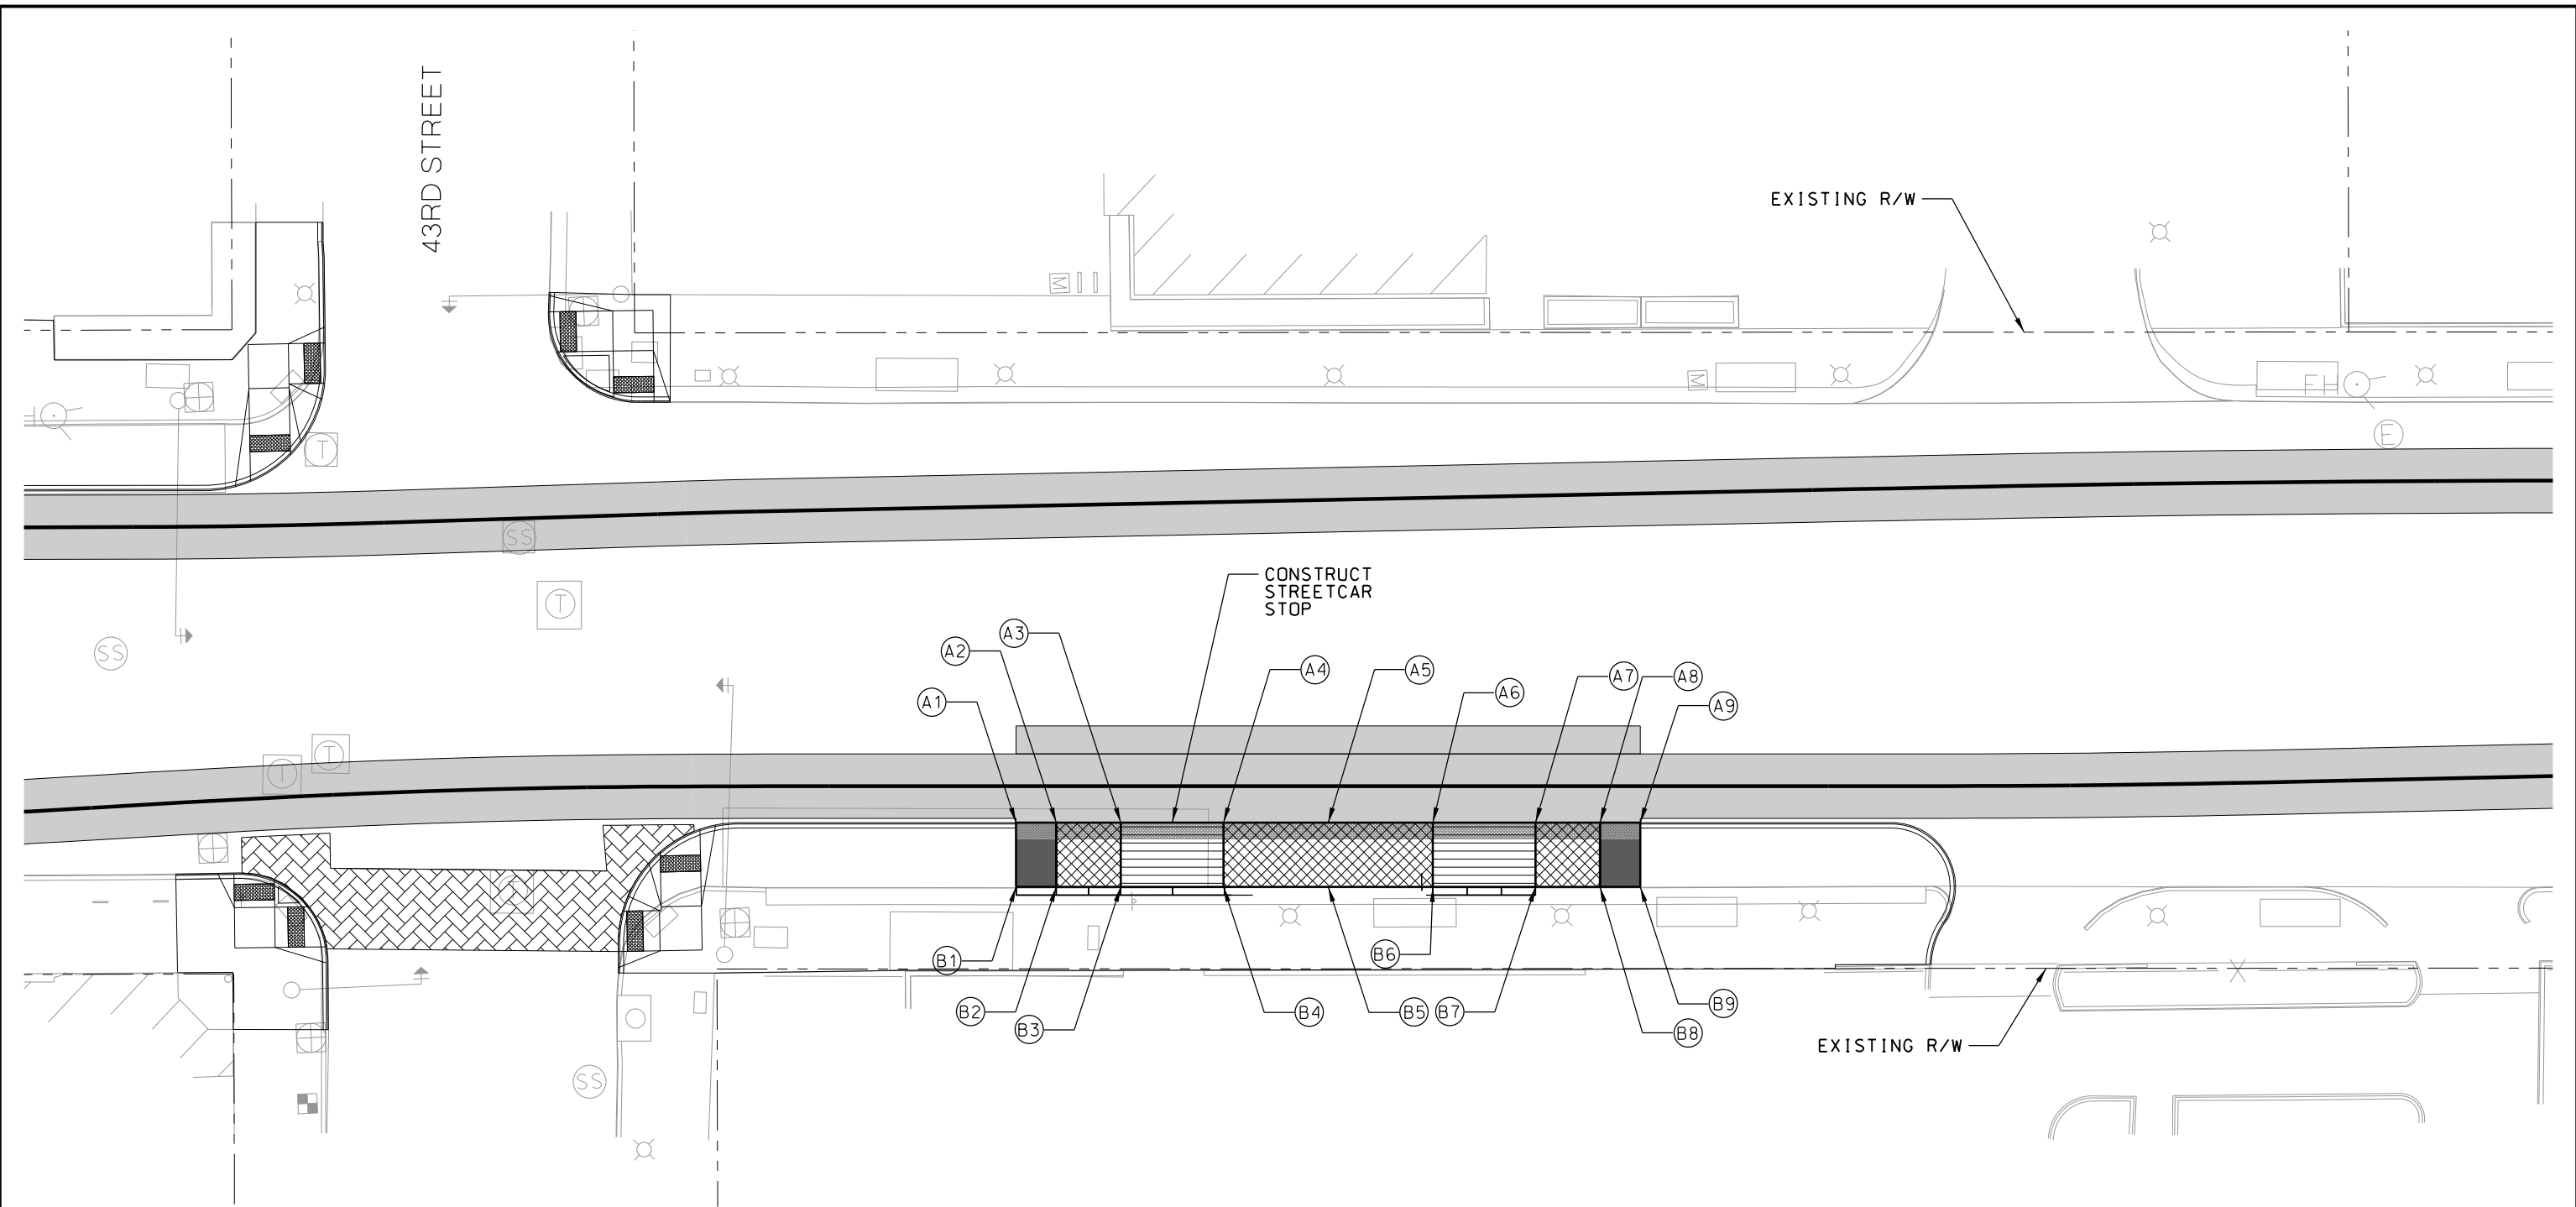 43RD STREET
EXISTING R/W
M
M
FH
E
T
SS
T
SS
CONSTRUCT
STREETCAR
STOP
A1
A2
A3
A4
A5
A6
A7
A8
A9
T
T
T
B1
B2
B3
B4
B5
B6
B7
B8
B9
EXISTING R/W
SS